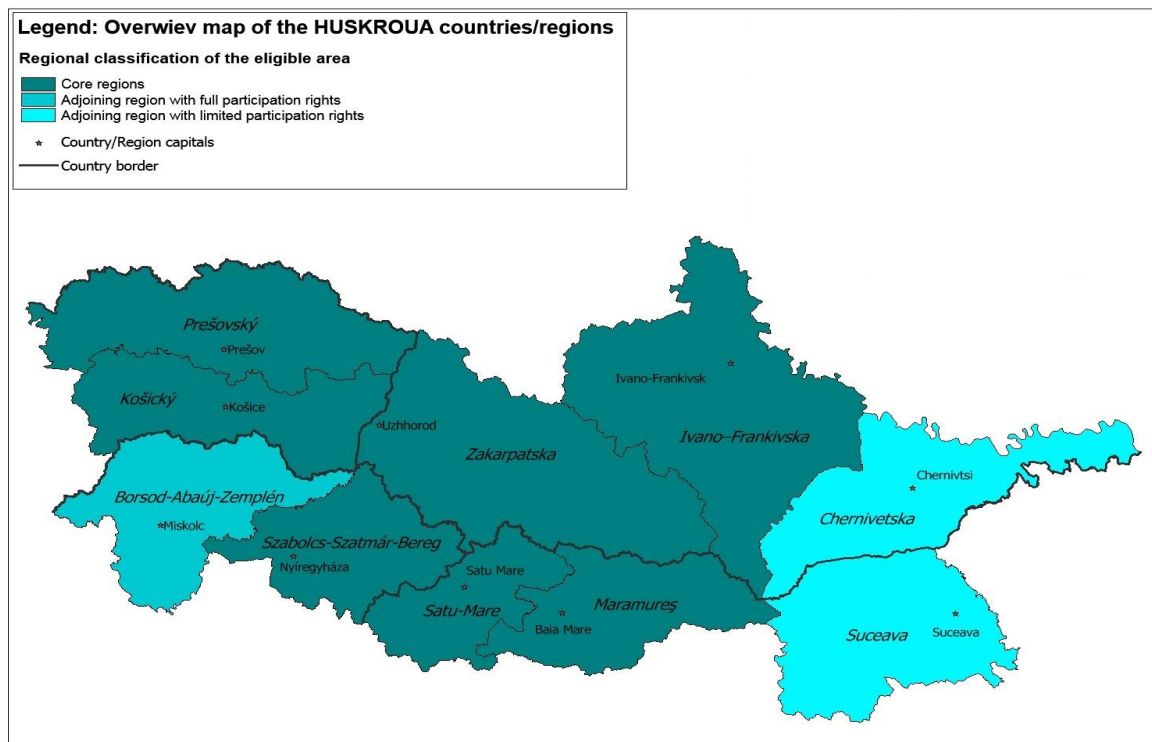 Legend: Overwiev map of the HUSKROUA countries/regions
Regional classification of the eligible area
Core regions
Adjoining region with full participation rights
Adjoining region with limited participation rights
Country/Region capitals
Country border
Prešovský
Prešov
Košický
Košice
Borsod-Abaúj-Zemplén
Miskolc
Szabolcs-Szatmár-Bereg
Nyíregyháza
Uzhhorod
Zakarpatska
Ivano-Frankivsk
Ivano–Frankivska
Satu Mare
Satu-Mare
Baia Mare
Maramureş
Chernivtsi
Chernivetska
Suceava
Suceava